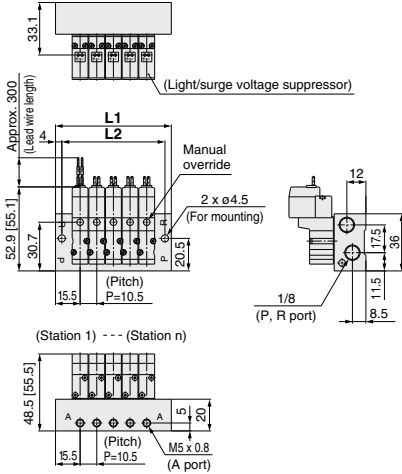 33.1
(Light/surge voltage suppressor)
Approx. 300
(Lead wire length)
L1
4
L2
Manual
override
2 x ø4.5
(For mounting)
52.9 [55.1]
30.7
U
R
P
P
20.5
(Pitch)
15.5
P=10.5
12
17.5
36
11.5
1/8
(P, R port)
8.5
(Station 1) --- (Station n)
48.5 [55.5]
A
A
5
20
(Pitch)
15.5
P=10.5
M5 x 0.8
(A port)